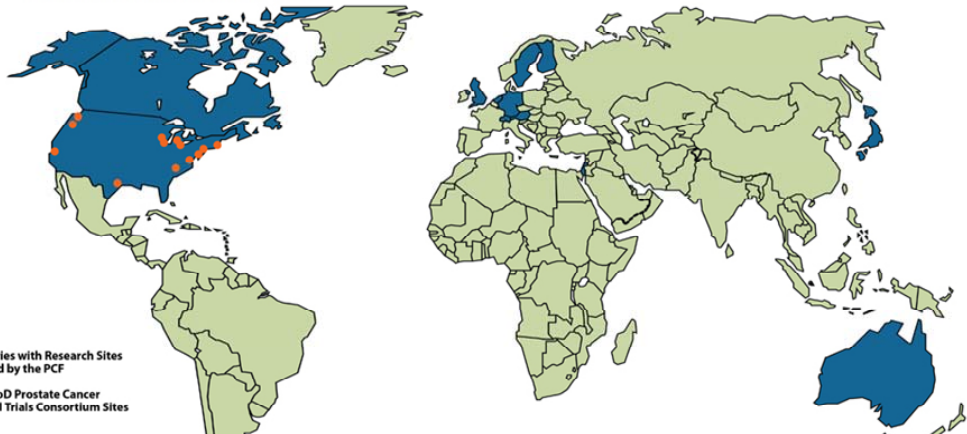 ies with Research Sites
d by the PCF
oD Prostate Cancer
l Trials Consortium Sites